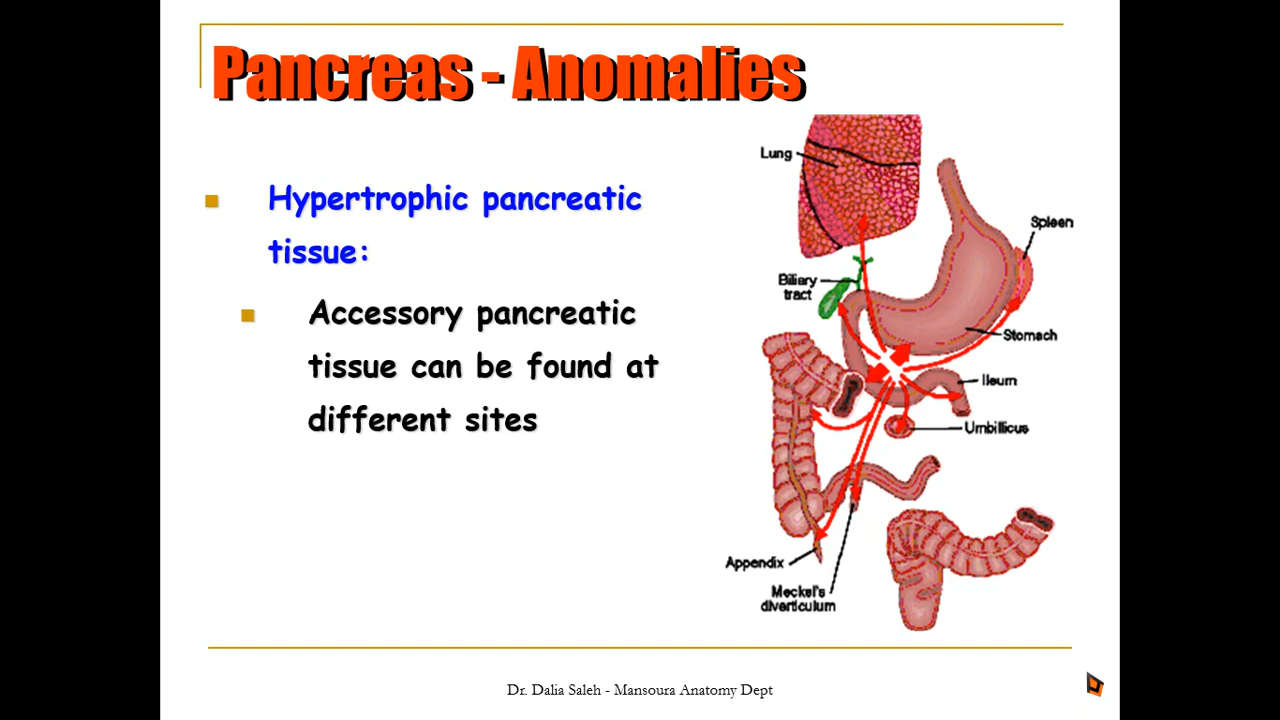 Pancreas - Anomalies
Hypertrophic pancreatic
tissue:
Accessory pancreatic
tissue can be found at
different sites
Lung
Spleen
Biliary
tract
Stomach
Ileum
Umbillicus
Appendix
Meckel's
diverticulum
Dr. Dalia Saleh - Mansoura Anatomy Dept